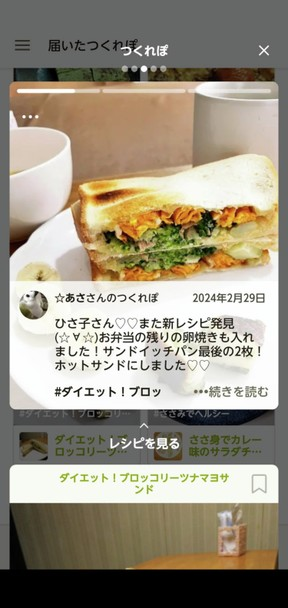 届いたつくれぽ
つくれぽ
☆あささんのつくれぽ 2024年2月29日
ひさ子さん♡♡また新レシピ発見
(☆∀☆)お弁当の残りの卵焼きも入れ
ました！サンドイッチパン最後の2枚！
ホットサンドにしました♡♡
#ダイエット！ブロッ •••続きを読む
#ダイエット！ブロッコリー… #ささみでヘルシー
ダイエット！ブ
ロッコリーツ… ささ身でカレー
味のサラダチ…
レシピを見る
ダイエット！ブロッコリーツナマヨサ
ンド